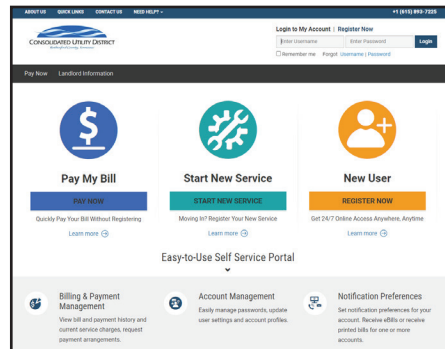 ABOUT US QUICK LINKS CONTACT US NEED HELP? +1 (615) 893-7225
CONSOLIDATED UTILITY DISTRICT
Login to My Account | Register Now
Enter Username Enter Password Login
Remember me Forgot Username | Password
Pay Now Landlord Information
Pay My Bill Start New Service New User
PAY NOW START NEW SERVICE REGISTER NOW
Quickly Pay Your Bill Without Registering Moving In? Register Your New Service Get 24/7 Online Access Anywhere, Anytime
Learn more Learn more Learn more
Easy-to-Use Self Service Portal
Billing & Payment
Management
View bill and payment history and
current service charges, request
payment arrangements.
Account Management
Easily manage passwords, update
user settings and account profiles.
Notification Preferences
Set notification preferences for your
account. Receive eBills or receive
printed bills for one or more
accounts.